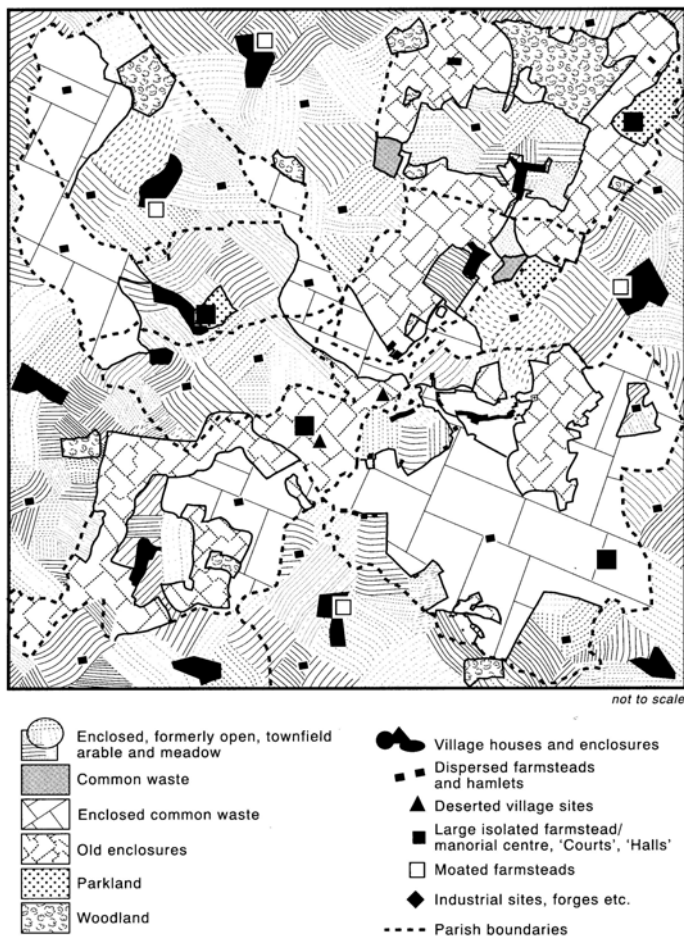 not to scale
Enclosed, formerly open, townfield
arable and meadow
Common waste
Enclosed common waste
Old enclosures
Parkland
Woodland
Village houses and enclosures
Dispersed farmsteads
and hamlets
Deserted village sites
Large isolated farmstead/
manorial centre, 'Courts', 'Halls'
Moated farmsteads
Industrial sites, forges etc.
Parish boundaries